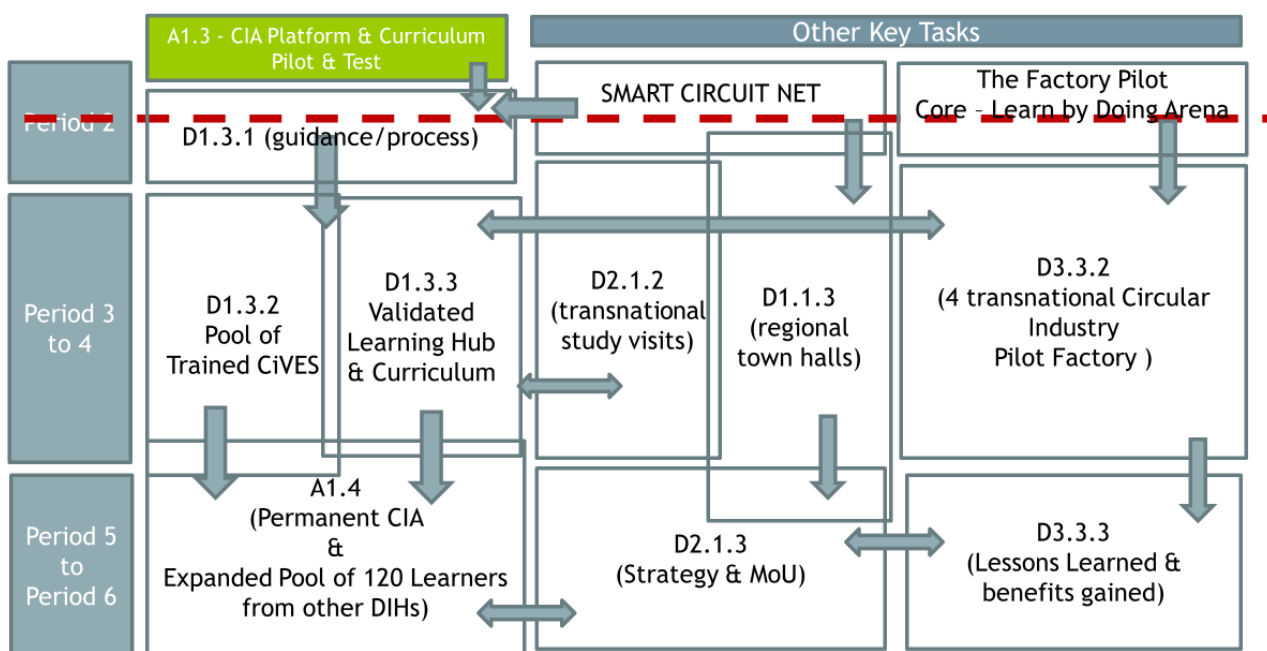 A1.3 - CIA Platform & Curriculum
Pilot & Test
Other Key Tasks
Period 2
D1.3.1 (guidance/process)
SMART CIRCUIT NET
The Factory Pilot
Core – Learn by Doing Arena
Period 3
to 4
D1.3.2
Pool of
Trained CiVES
D1.3.3
Validated
Learning Hub
& Curriculum
D2.1.2
(transnational
study visits)
D1.1.3
(regional
town halls)
D3.3.2
(4 transnational Circular
Industry
Pilot Factory )
Period 5
to
Period 6
A1.4
(Permanent CIA
&
Expanded Pool of 120 Learners
from other DIHs)
D2.1.3
(Strategy & MoU)
D3.3.3
(Lessons Learned &
benefits gained)